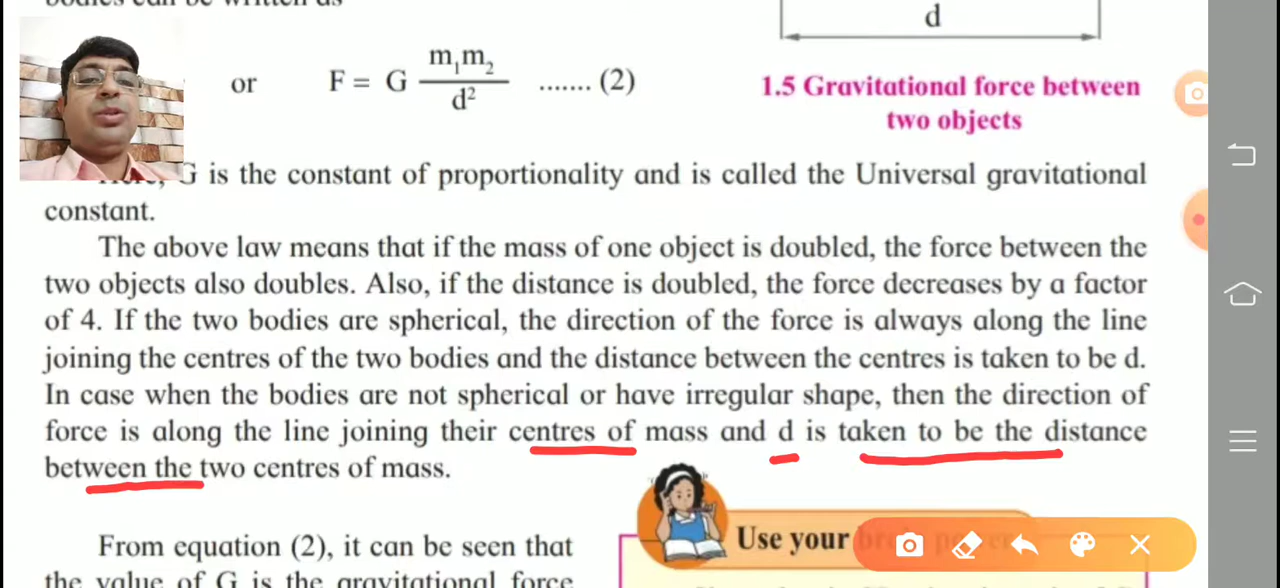 d
or F = G m₁m₂ / d² ....... (2)
1.5 Gravitational force between
two objects
G is the constant of proportionality and is called the Universal gravitational
constant.
The above law means that if the mass of one object is doubled, the force between the
two objects also doubles. Also, if the distance is doubled, the force decreases by a factor
of 4. If the two bodies are spherical, the direction of the force is always along the line
joining the centres of the two bodies and the distance between the centres is taken to be d.
In case when the bodies are not spherical or have irregular shape, then the direction of
force is along the line joining their centres of mass and d is taken to be the distance
between the two centres of mass.
From equation (2), it can be seen that
the value of G is the gravitational force
Use your